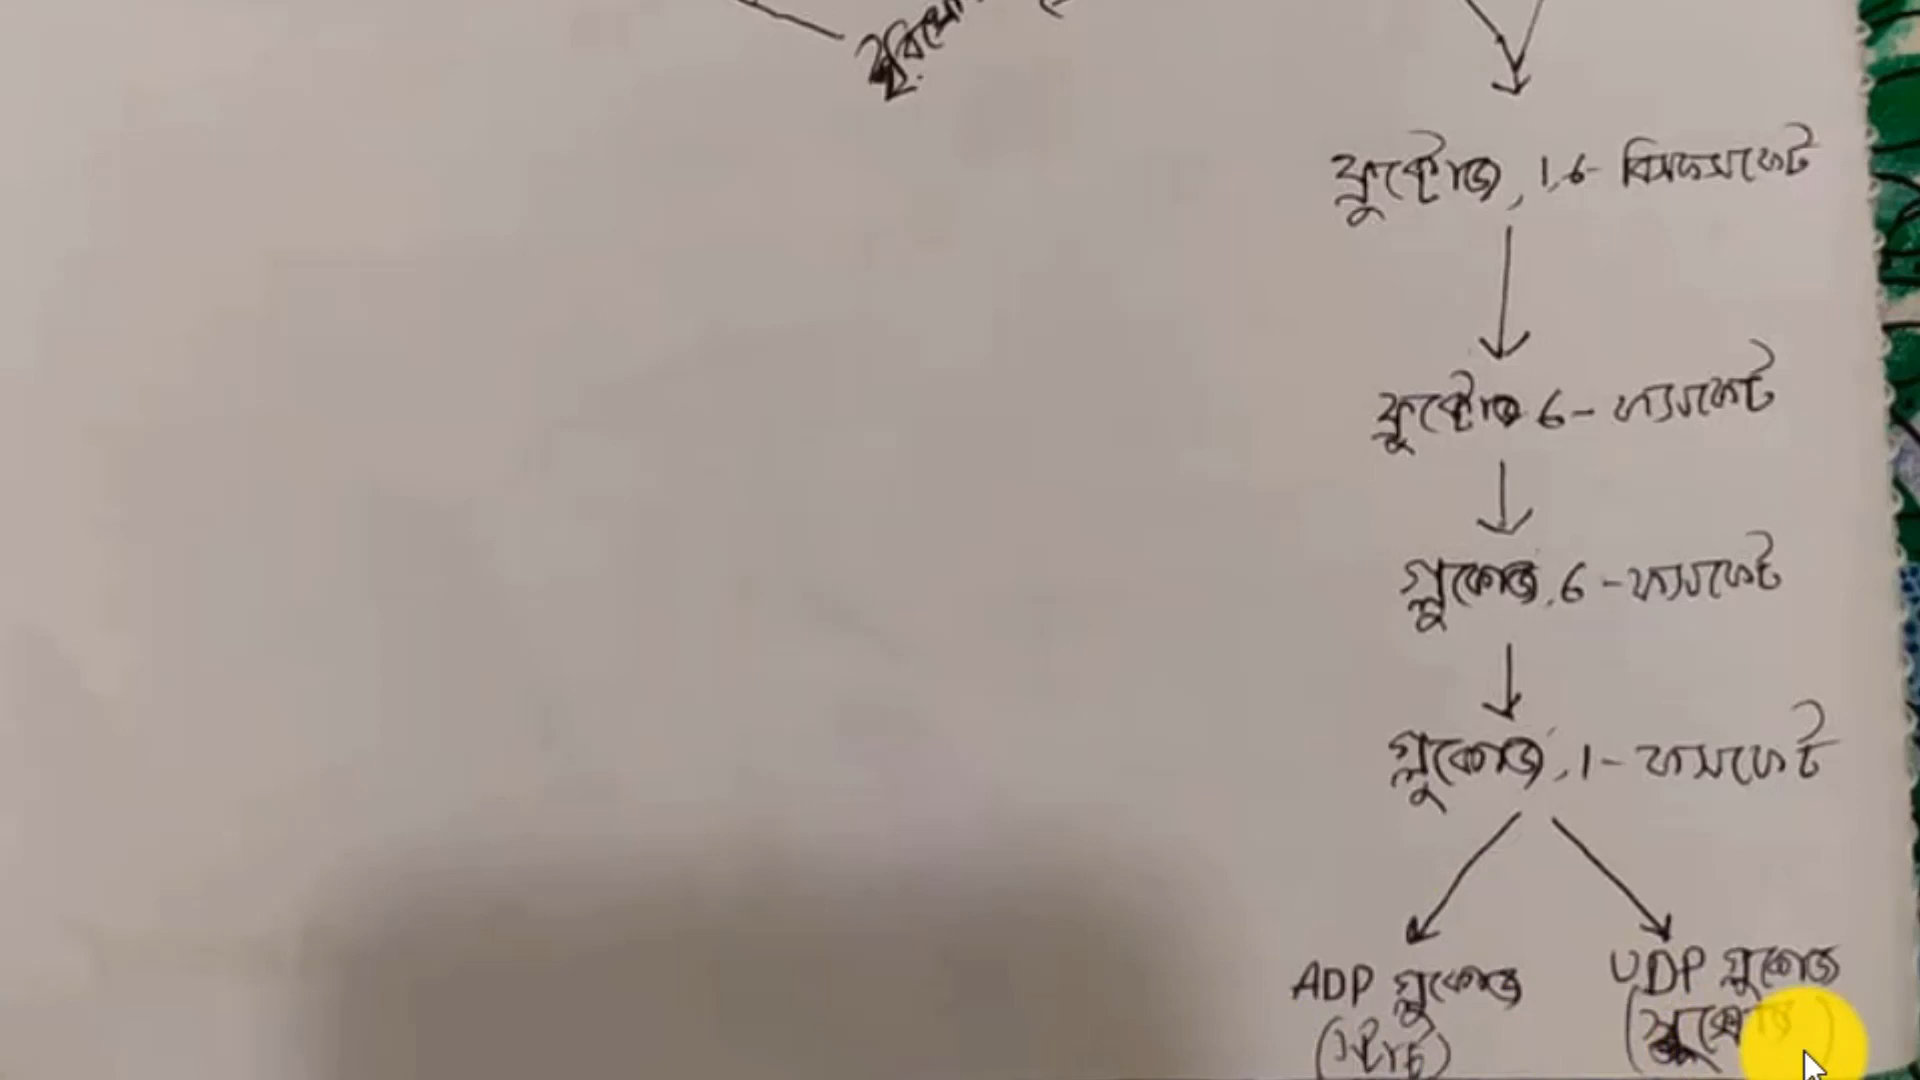 ফ্রুক্টোজ, 1,6- বিসফসফেট
ফ্রুক্টোজ 6- ফসফেট
গ্লুকোজ, 6 - ফসফেট
গ্লুকোজ, 1- ফসফেট
ADP গ্লুকোজ UDP গ্লুকোজ
(স্টার্চ)